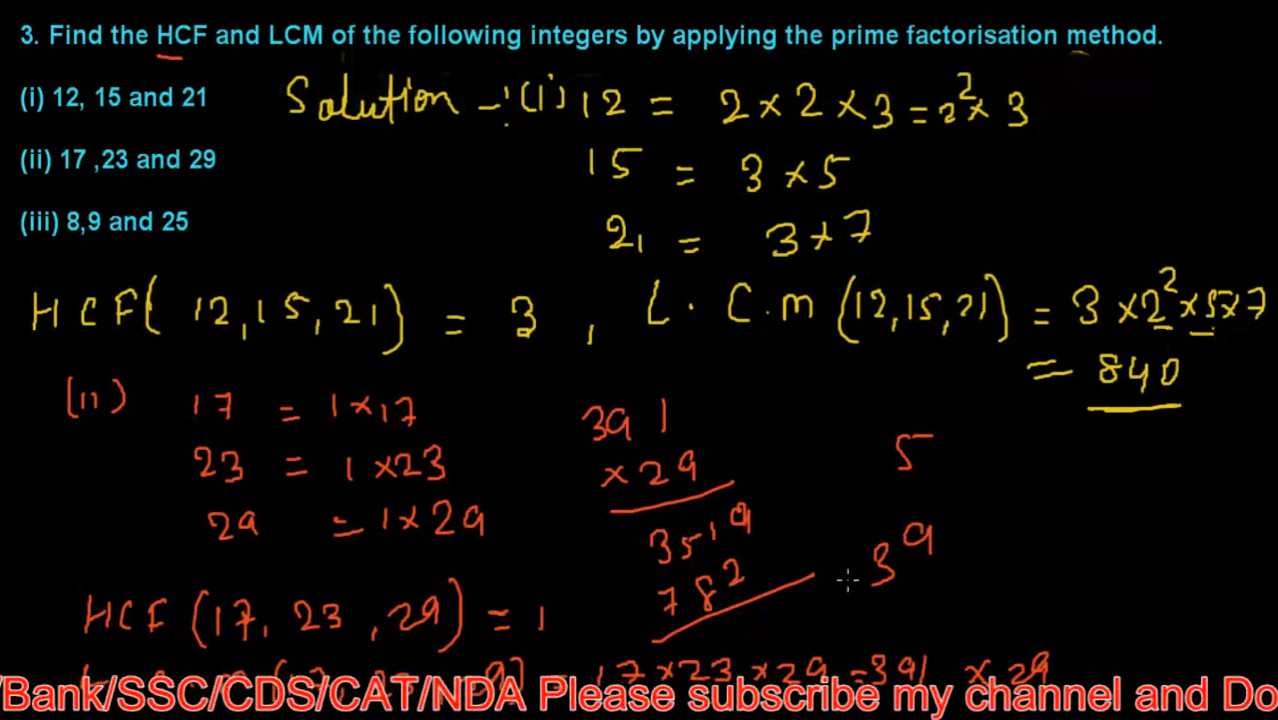 3. Find the HCF and LCM of the following integers by applying the prime factorisation method.
(i) 12, 15 and 21
(ii) 17 ,23 and 29
(iii) 8,9 and 25
Solution -:(i) 12 = 2 × 2 × 3 = 2² × 3
15 = 3 × 5
21 = 3 × 7
HCF( 12,15,21) = 3 , L.C.M (12,15,21) = 3 × 2² × 5 × 7
= 840
(ii) 17 = 1×17
23 = 1×23
29 = 1×29
391
×29
3519
782
5
39
HCF (17, 23 ,29) = 1
17×23×29 =391 ×29
/Bank/SSC/CDS/CAT/NDA Please subscribe my channel and Do